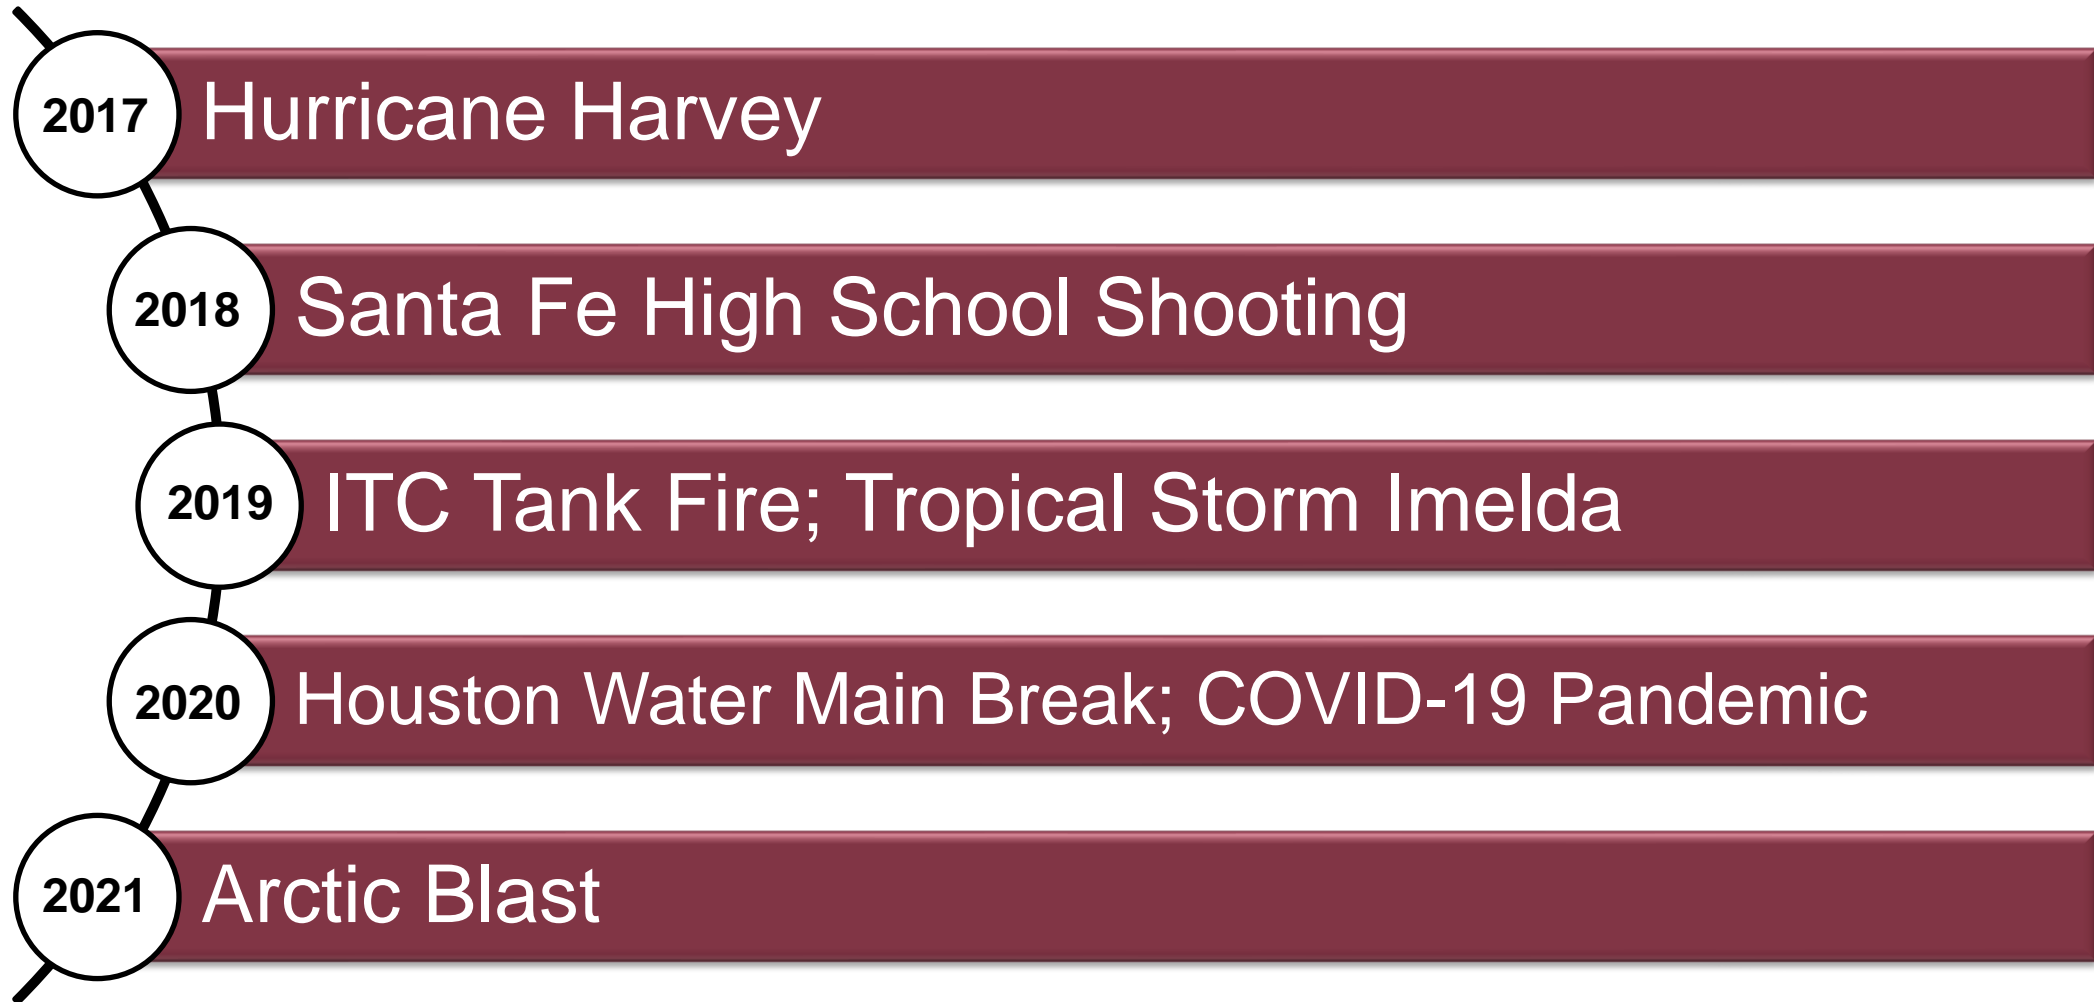 2017 Hurricane Harvey
2018 Santa Fe High School Shooting
2019 ITC Tank Fire; Tropical Storm Imelda
2020 Houston Water Main Break; COVID-19 Pandemic
2021 Arctic Blast